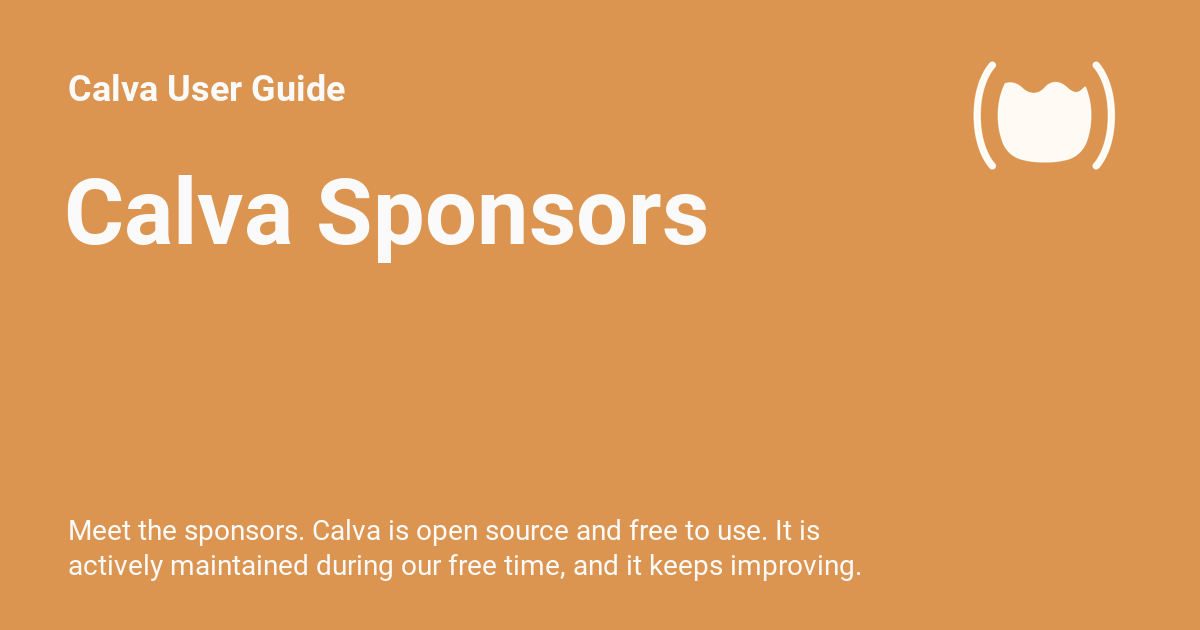 Calva User Guide
Calva Sponsors
Meet the sponsors. Calva is open source and free to use. It is
actively maintained during our free time, and it keeps improving.